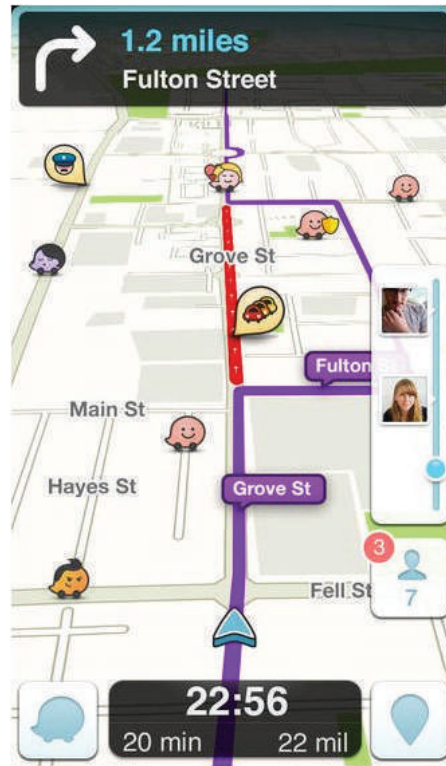 1.2 miles
Fulton Street
Grove St
Fulton S
Main St
Hayes St
Grove St
3
7
Fell St
22:56
20 min
22 mil